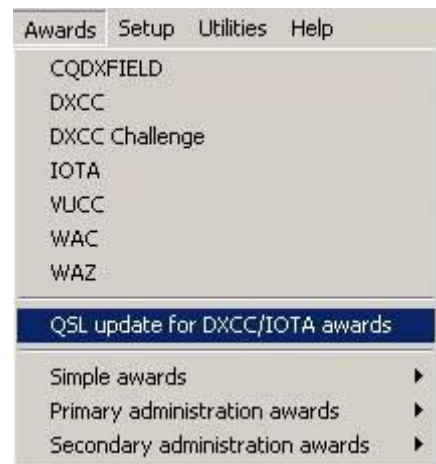 Awards Setup Utilities Help
CQDXFIELD
DXCC
DXCC Challenge
IOTA
VUCC
WAC
WAZ
QSL update for DXCC/IOTA awards
Simple awards
Primary administration awards
Secondary administration awards